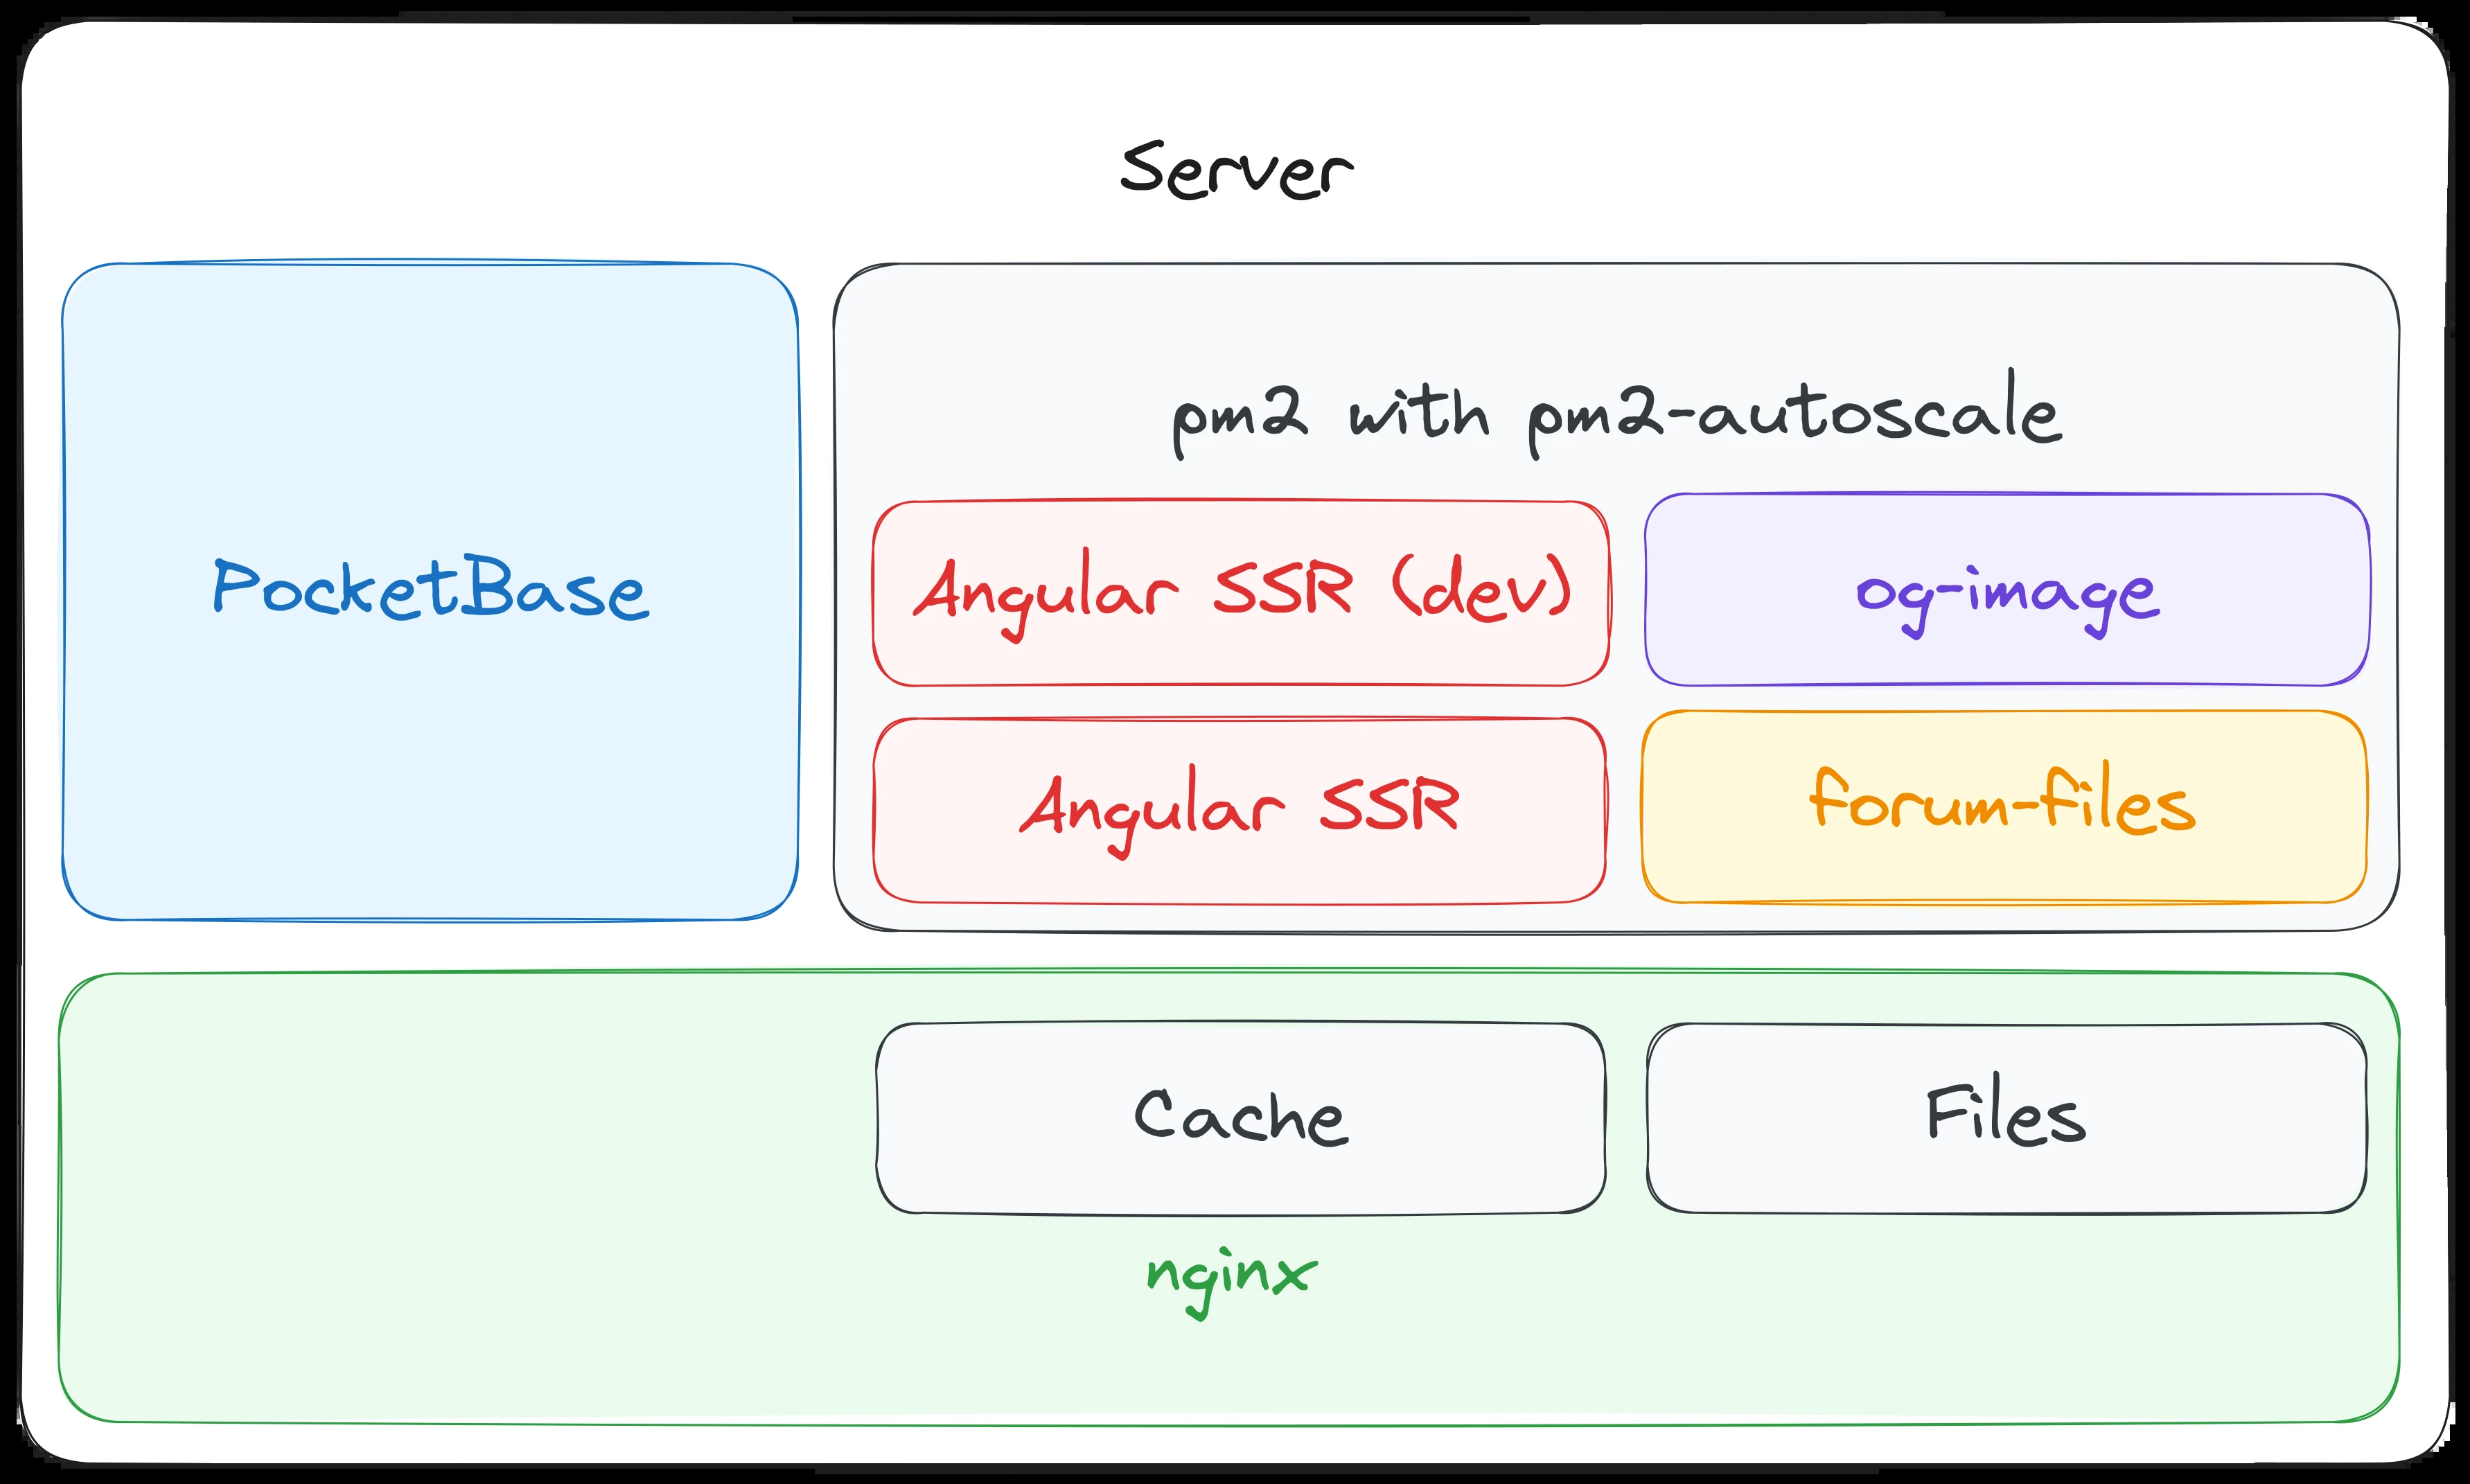 Server
PocketBase
pm2 with pm2-autoscale
Angular SSR (dev)
og-image
Angular SSR
forum-files
Cache
Files
nginx